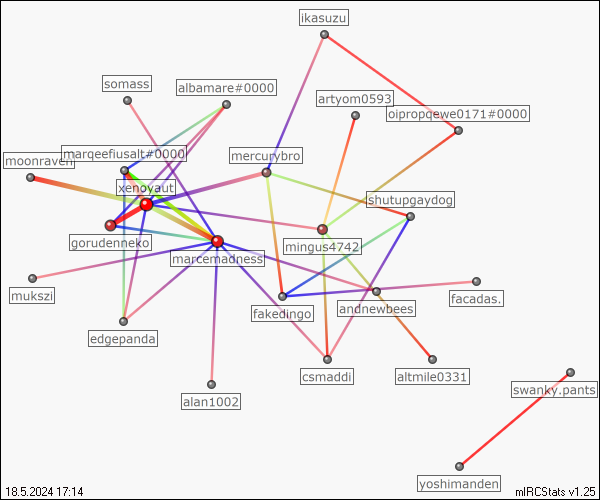 ikasuzu
somass
albamare#0000
artyom0593
oipropqewe0171#0000
marqeefiusalt#0000
mercurybro
moonraven
xenoyaut
shutupgaydog
gorudenneko
mingus4742
marcemadness
mukszi
facadas.
fakedingo
andnewbees
edgepanda
csmaddi
altmile0331
swanky.pants
alan1002
yoshimanden
18.5.2024 17:14
mIRCStats v1.25